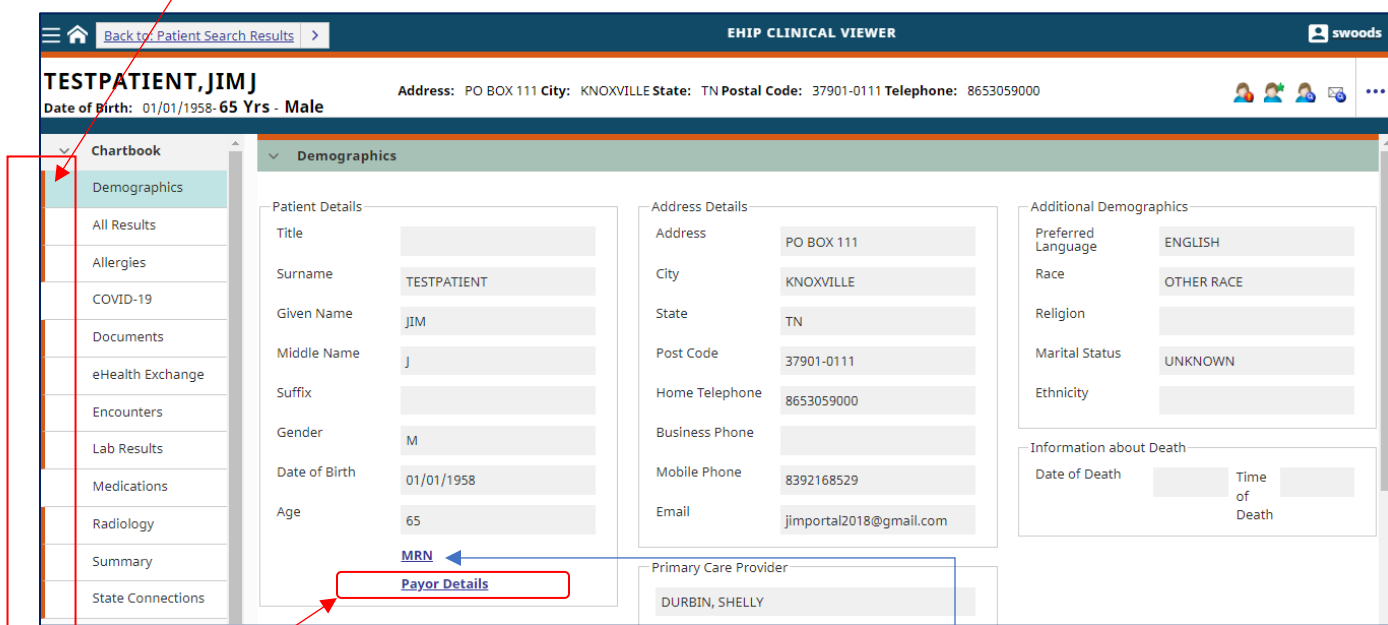 Back to: Patient Search Results >
EHIP CLINICAL VIEWER
swoods
TESTPATIENT,JIM J
Date of Birth: 01/01/1958- 65 Yrs - Male
Address: PO BOX 111 City: KNOXVILLE State: TN Postal Code: 37901-0111 Telephone: 8653059000
Chartbook
Demographics
All Results
Allergies
COVID-19
Documents
eHealth Exchange
Encounters
Lab Results
Medications
Radiology
Summary
State Connections
Demographics
Patient Details
Title
Surname TESTPATIENT
Given Name JIM
Middle Name J
Suffix
Gender M
Date of Birth 01/01/1958
Age 65
MRN
Payor Details
Address Details
Address PO BOX 111
City KNOXVILLE
State TN
Post Code 37901-0111
Home Telephone 8653059000
Business Phone
Mobile Phone 8392168529
Email jimportal2018@gmail.com
Primary Care Provider
DURBIN, SHELLY
Additional Demographics
Preferred
Language ENGLISH
Race OTHER RACE
Religion
Marital Status UNKNOWN
Ethnicity
Information about Death
Date of Death
Time
of
Death